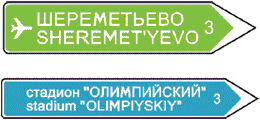 ШЕРЕМЕТЬЕВО
SHEREMET'YEVO 3
стадион "ОЛИМПИЙСКИЙ"
stadium "OLIMPIYSKIY" 3